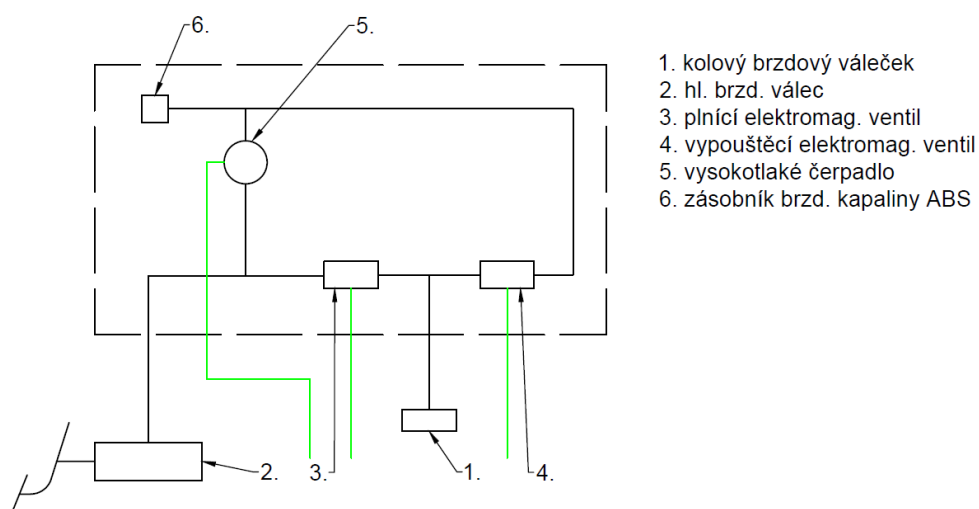 6.
5.
1. kolový brzdový váleček
2. hl. brzd. válec
3. plnící elektromag. ventil
4. vypouštěcí elektromag. ventil
5. vysokotlaké čerpadlo
6. zásobník brzd. kapaliny ABS
2.
3.
1.
4.